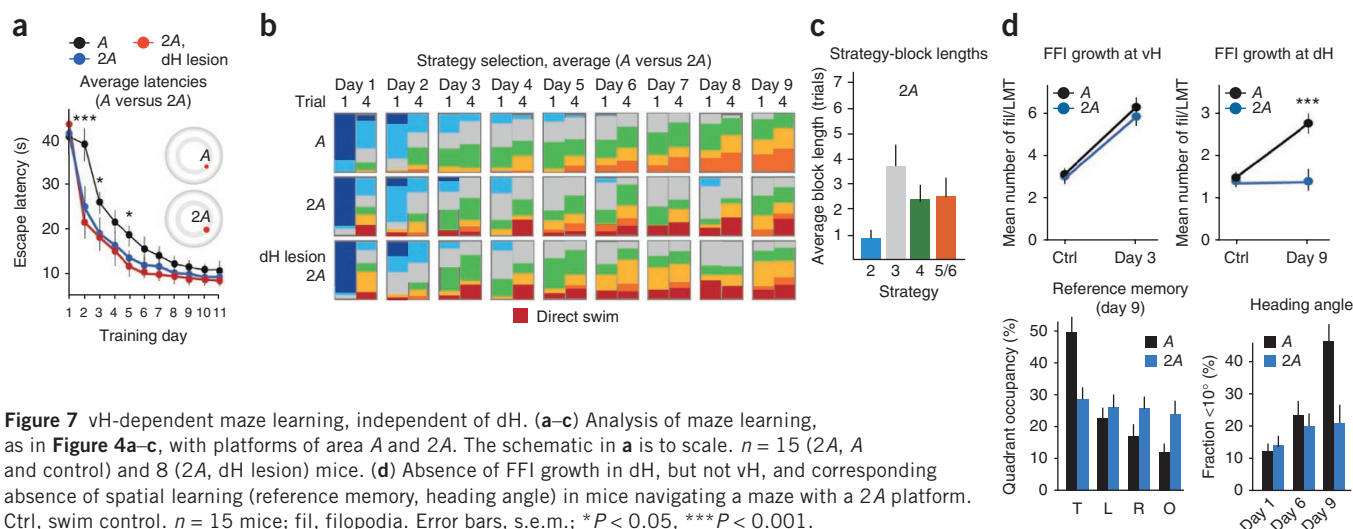 a
A
2A,
2A
dH lesion
Average latencies
(A versus 2A)
***
*
*
A
2A
Escape latency (s)
40
30
20
10
1 2 3 4 5 6 7 8 9 10 11
Training day
b
Strategy selection, average (A versus 2A)
Day 1 Day 2 Day 3 Day 4 Day 5 Day 6 Day 7 Day 8 Day 9
Trial 1 4 1 4 1 4 1 4 1 4 1 4 1 4 1 4 1 4
A
2A
dH lesion
2A
Direct swim
c
Strategy-block lengths
2A
Average block length (trials)
7
6
5
4
3
2
1
2 3 4 5/6
Strategy
d
FFI growth at vH
A
2A
Mean number of fil/LMT
6
4
2
0
Ctrl Day 3
FFI growth at dH
A
2A
***
Mean number of fil/LMT
4
3
2
1
0
Ctrl Day 9
Reference memory
(day 9)
A
2A
Quadrant occupancy (%)
50
40
30
20
10
0
T L R O
Heading angle
A
2A
Fraction <10° (%)
40
30
20
10
0
Day 1
Day 6
Day 9
Figure 7 vH-dependent maze learning, independent of dH. (a–c) Analysis of maze learning,
as in Figure 4a–c, with platforms of area A and 2A. The schematic in a is to scale. n = 15 (2A, A
and control) and 8 (2A, dH lesion) mice. (d) Absence of FFI growth in dH, but not vH, and corresponding
absence of spatial learning (reference memory, heading angle) in mice navigating a maze with a 2A platform.
Ctrl, swim control. n = 15 mice; fil, filopodia. Error bars, s.e.m.; *P < 0.05, ***P < 0.001.